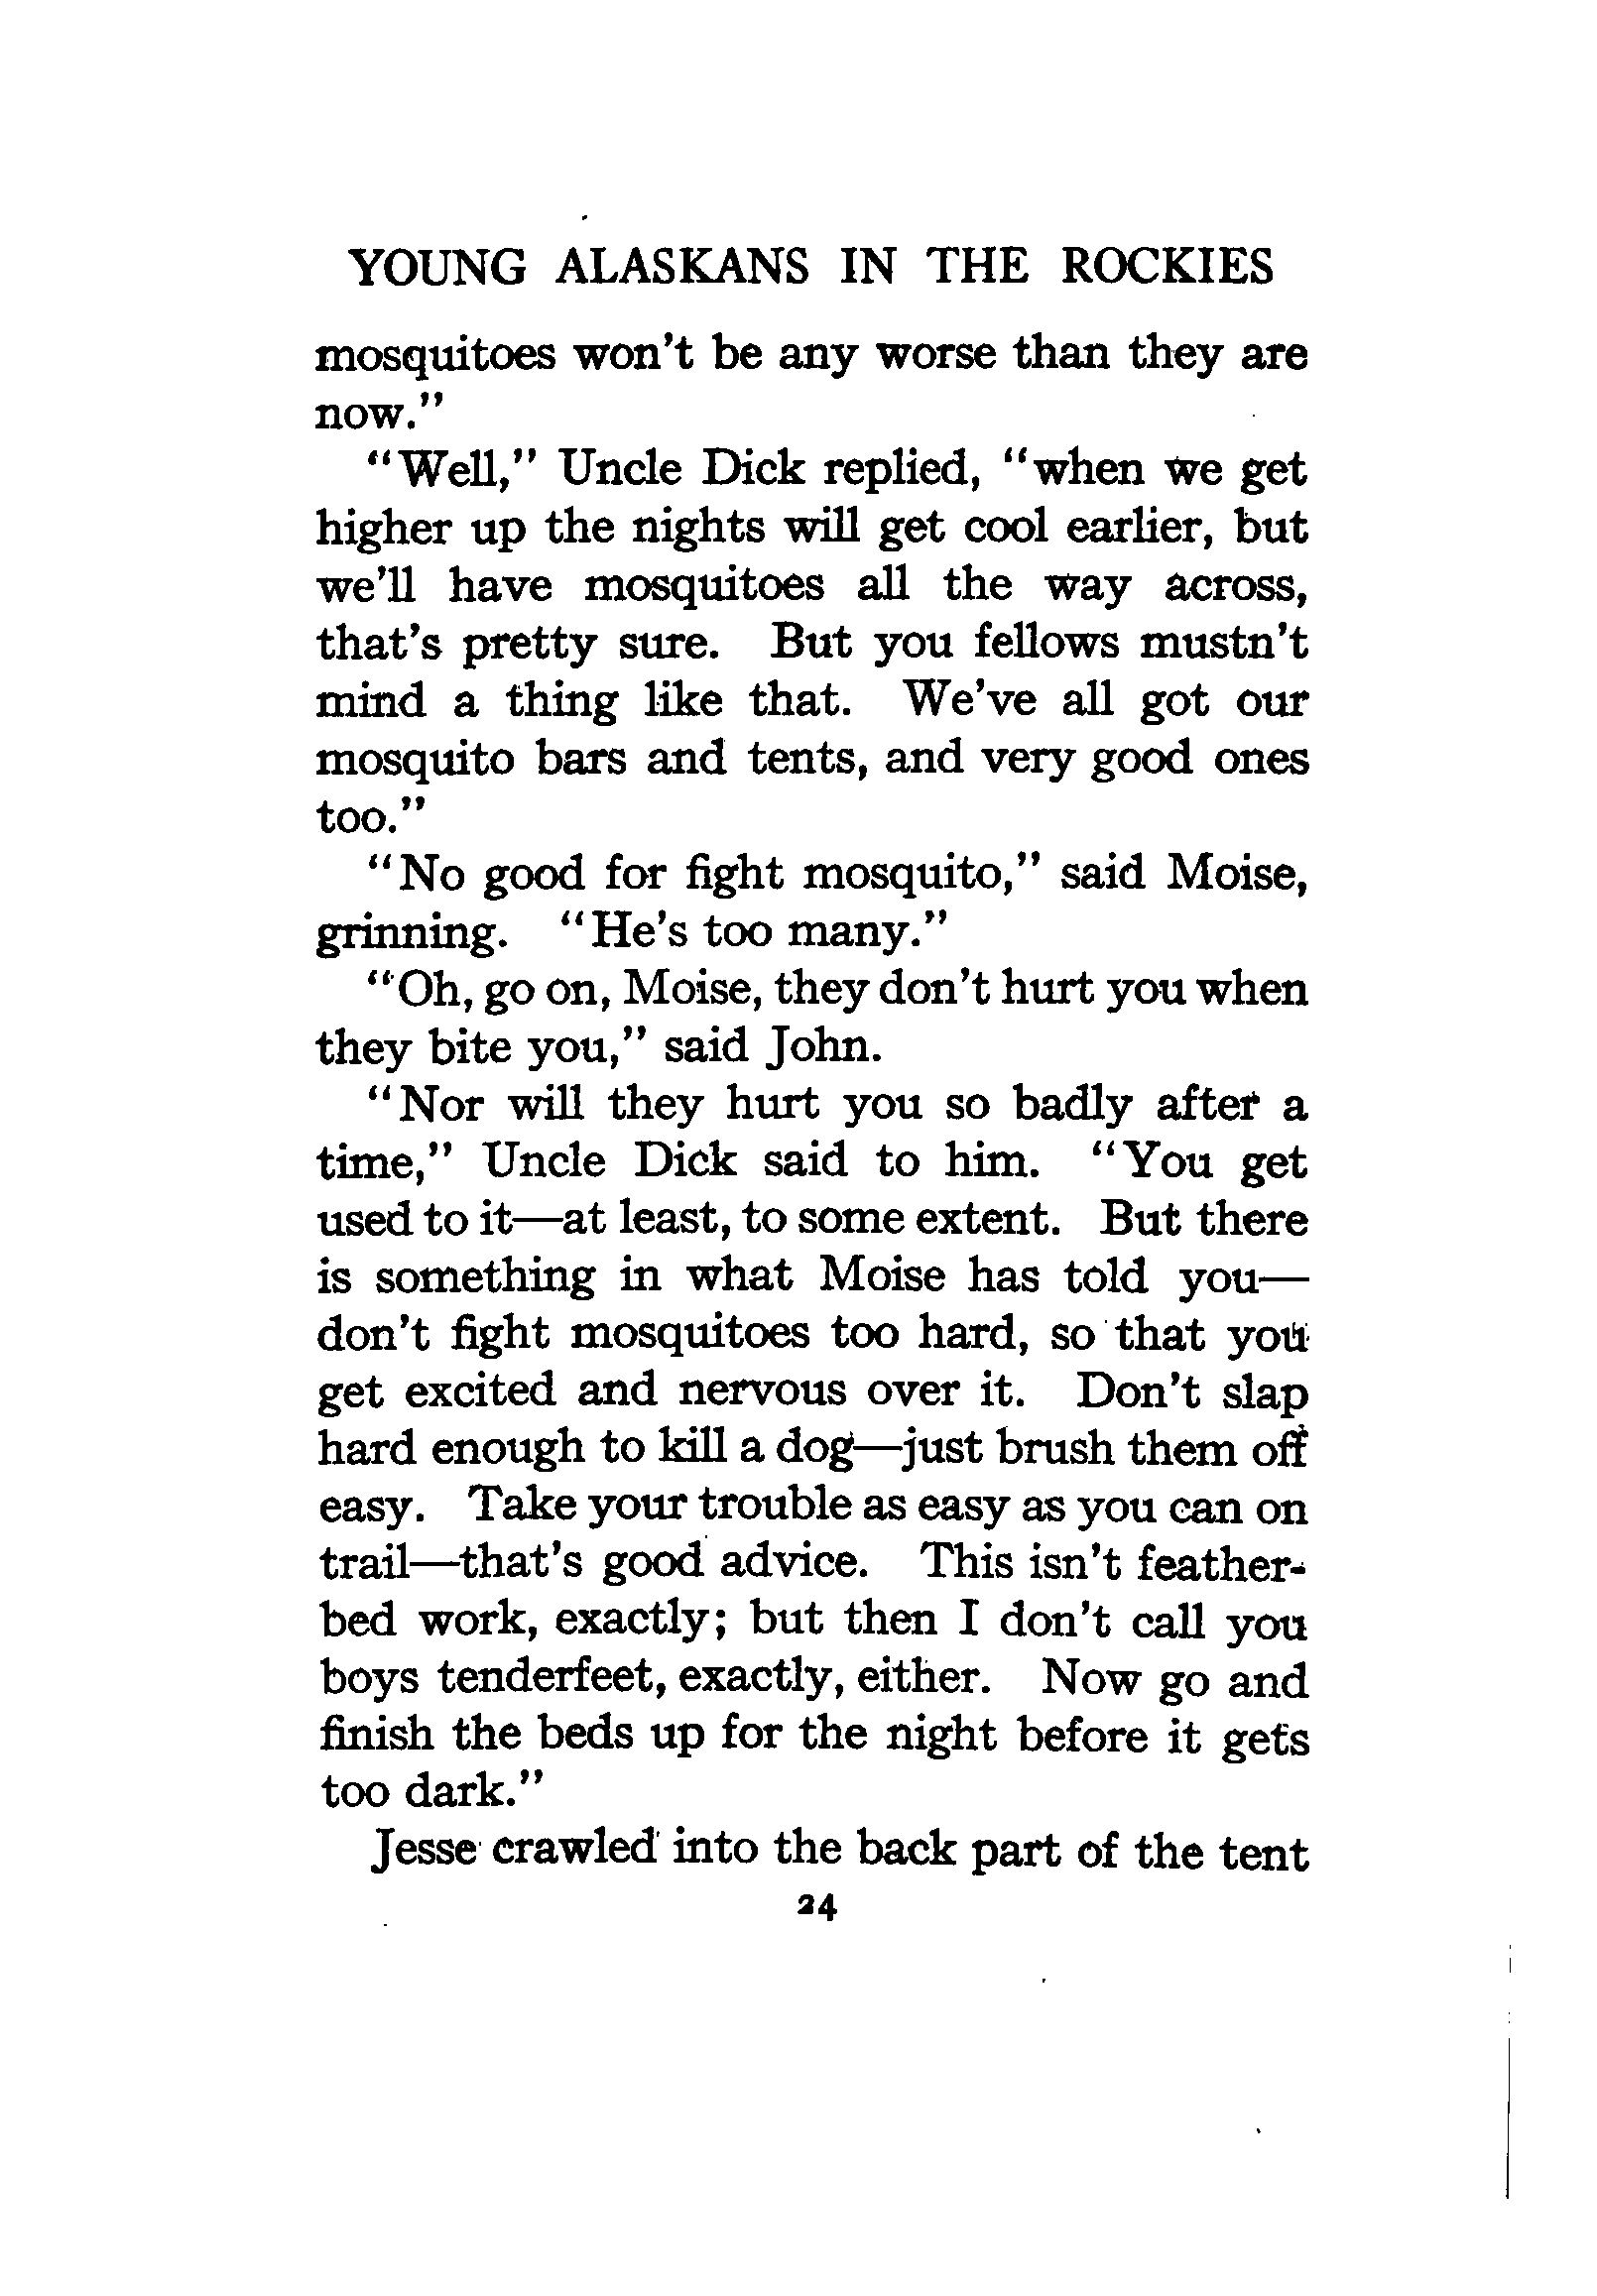 YOUNG ALASKANS IN THE ROCKIES
mosquitoes won't be any worse than they are
now."
"Well," Uncle Dick replied, "when we get
higher up the nights will get cool earlier, but
we'll have mosquitoes all the way across,
that's pretty sure. But you fellows mustn't
mind a thing like that. We've all got our
mosquito bars and tents, and very good ones
too."
"No good for fight mosquito," said Moise,
grinning. "He's too many."
"Oh, go on, Moise, they don't hurt you when
they bite you," said John.
"Nor will they hurt you so badly after a
time," Uncle Dick said to him. "You get
used to it—at least, to some extent. But there
is something in what Moise has told you—
don't fight mosquitoes too hard, so that you
get excited and nervous over it. Don't slap
hard enough to kill a dog—just brush them off
easy. Take your trouble as easy as you can on
trail—that's good advice. This isn't feather-
bed work, exactly; but then I don't call you
boys tenderfeet, exactly, either. Now go and
finish the beds up for the night before it gets
too dark."
Jesse crawled into the back part of the tent
24